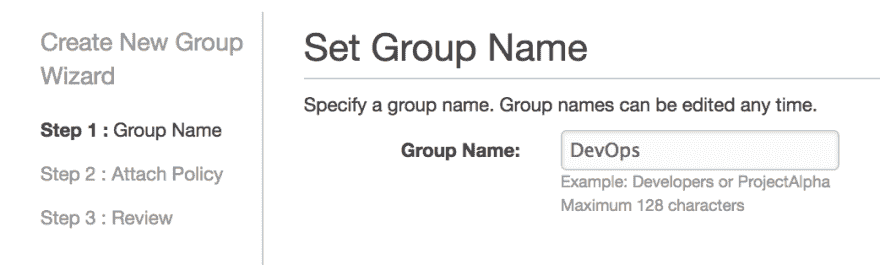 Create New Group
Wizard
Step 1 : Group Name
Step 2 : Attach Policy
Step 3 : Review
Set Group Name
Specify a group name. Group names can be edited any time.
Group Name:
DevOps
Example: Developers or ProjectAlpha
Maximum 128 characters